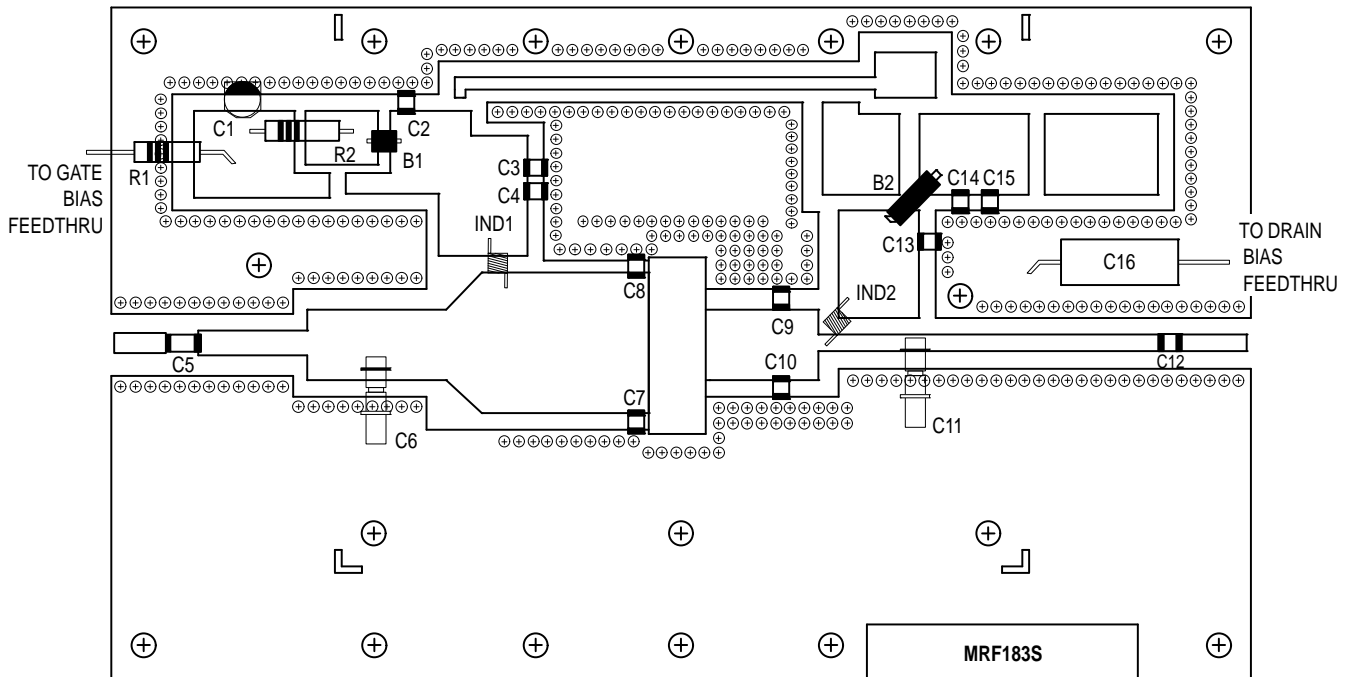 C1
C2
R2
B1
R1
TO GATE
BIAS
FEEDTHRU
C3
C4
IND1
B2
C14
C15
C13
TO DRAIN
BIAS
FEEDTHRU
C16
C8
IND2
C9
C5
C12
C10
C7
C6
C11
MRF183S